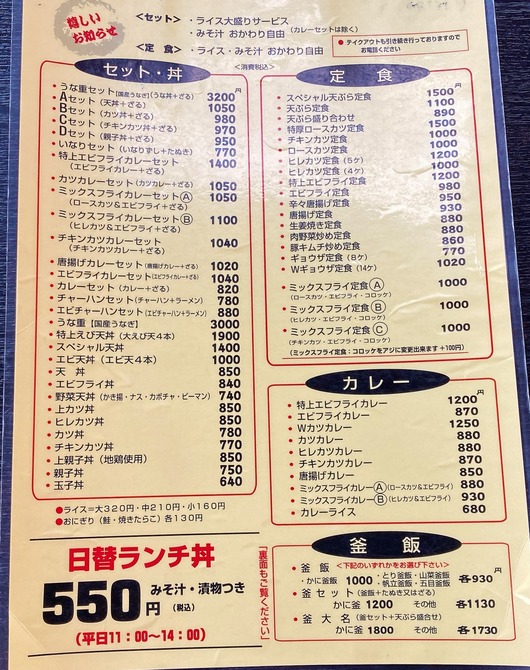 嬉しい
お知らせ
<セット> ・ライス大盛りサービス
・みそ汁 おかわり自由 (カレーセットは除く)
<定 食> ・ライス・みそ汁 おかわり自由
●テイクアウトも引き続き行っておりますので
お電話ください
<消費税込>
セット・丼
円
・うな重セット【国産うなぎ】(うな丼+ざる) 3200
・Aセット (天丼+ざる) 1050
・Bセット (カツ丼+ざる) 980
・Cセット (チキンカツ丼+ざる) 970
・Dセット (親子丼+ざる) 950
・いなりセット (いなりずし+たぬき) 770
・特上エビフライカレーセット 1400
(エビフライカレー+ざる)
・カツカレーセット (カツカレー+ざる) 1050
・ミックスフライカレーセットⒶ 1050
(ロースカツ&エビフライ+ざる)
・ミックスフライカレーセットⒷ 1100
(ヒレカツ&エビフライ+ざる)
・チキンカツカレーセット 1040
(チキンカツカレー+ざる)
・唐揚げカレーセット (唐揚げカレー+ざる) 1020
・エビフライカレーセット (エビフライカレー+ざる) 1040
・カレーセット (カレー+ざる) 820
・チャーハンセット (チャーハン+ラーメン) 780
・エビチャーハンセット (エビチャーハン+ラーメン) 880
・うな重【国産うなぎ】 3000
・特上えび天丼 (大えび天4本) 1900
・スペシャル天丼 1400
・エビ天丼 (エビ天4本) 1000
・天 丼 850
・エビフライ丼 840
・野菜天丼 (かき揚・ナス・カボチャ・ピーマン) 740
・上カツ丼 850
・ヒレカツ丼 850
・カツ丼 780
・チキンカツ丼 770
・上親子丼 (地鶏使用) 850
・親子丼 750
・玉子丼 640
●ライス=大320円・中210円・小160円
●おにぎり (鮭・焼きたらこ) 各130円
日替ランチ丼
550円 みそ汁・漬物つき
(税込)
(平日11:00〜14:00)
「裏面もご覧ください」
定 食
円
・スペシャル天ぷら定食 1500
・天ぷら定食 1100
・天ぷら盛り合わせ 890
・特厚ロースカツ定食 1500
・チキンカツ定食 1000
・ロースカツ定食 1000
・ヒレカツ定食 (5ヶ) 1200
・ヒレカツ定食 (4ヶ) 1000
・特上エビフライ定食 1200
・エビフライ定食 980
・辛々唐揚げ定食 950
・唐揚げ定食 930
・生姜焼き定食 880
・肉野菜炒め定食 880
・豚キムチ炒め定食 860
・ギョウザ定食 (8ヶ) 770
・Wギョウザ定食 (14ヶ) 1020
・ミックスフライ定食Ⓐ 1000
(ロースカツ・エビフライ・コロッケ)
・ミックスフライ定食Ⓑ 1000
(ヒレカツ・エビフライ・コロッケ)
・ミックスフライ定食Ⓒ 1000
(チキンカツ・エビフライ・コロッケ)
(ミックスフライ定食:コロッケをアジに変更出来ます +100円)
カレー
円
・特上エビフライカレー 1200
・エビフライカレー 870
・Wカツカレー 1250
・カツカレー 880
・ヒレカツカレー 880
・チキンカツカレー 870
・唐揚げカレー 850
・ミックスフライカレーⒶ (ロースカツ&エビフライ) 880
・ミックスフライカレーⒷ (ヒレカツ&エビフライ) 930
・カレーライス 680
釜 飯
・釜 飯 <下記のいずれかをお選び下さい>
・かに釜飯 1000 ・とり釜飯・山菜釜飯
・帆立釜飯・五目釜飯 各930円
・釜セット (釜飯+たぬき又はざる)
かに釜 1200 その他 各1130
・釜 大 名 (釜セット+天ぷら盛合せ)
かに釜 1800 その他 各1730